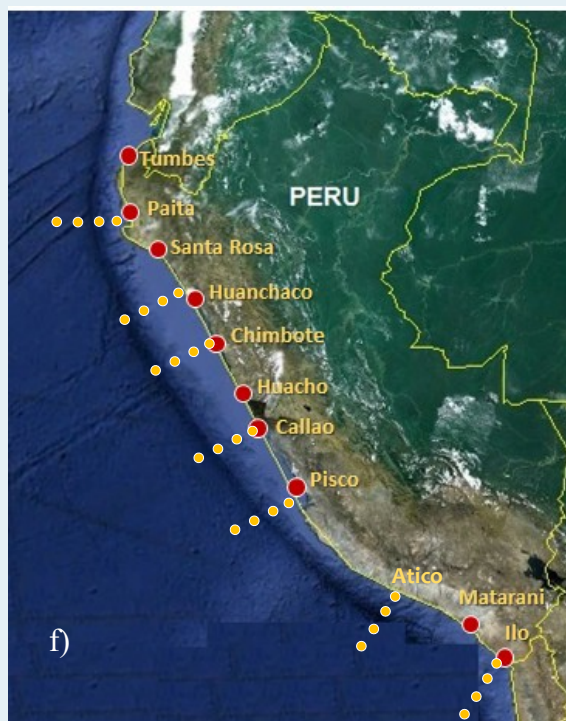 Tumbes
PERU
Paita
Santa Rosa
Huanchaco
Chimbote
Huacho
Callao
Pisco
Atico
Matarani
Ilo
f)